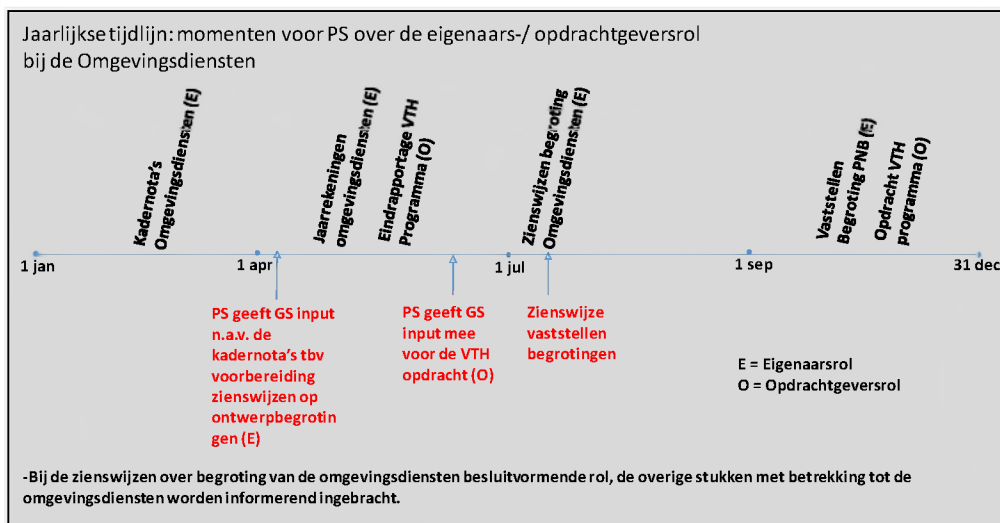 Jaarlijkse tijdlijn: momenten voor PS over de eigenaars-/ opdrachtgeversrol
bij de Omgevingsdiensten
Kadernota's
Omgevingsdiensten (E)
Jaarrekeningen
omgevingsdiensten (E)
Eindrapportage VTH
Programma (O)
Zienswijzen begroting
Omgevingsdiensten (E)
Vaststellen
Begroting PNB (E)
Opdracht VTH
programma (O)
1 jan
1 apr
1 jul
1 sep
31 dec
PS geeft GS input
n.a.v. de
kadernota's tbv
voorbereiding
zienswijzen op
ontwerpbegrotin
gen (E)
PS geeft GS
input mee
voor de VTH
opdracht (O)
Zienswijze
vaststellen
begrotingen
E = Eigenaarsrol
O = Opdrachtgeversrol
-Bij de zienswijzen over begroting van de omgevingsdiensten besluitvormende rol, de overige stukken met betrekking tot de
omgevingsdiensten worden informerend ingebracht.